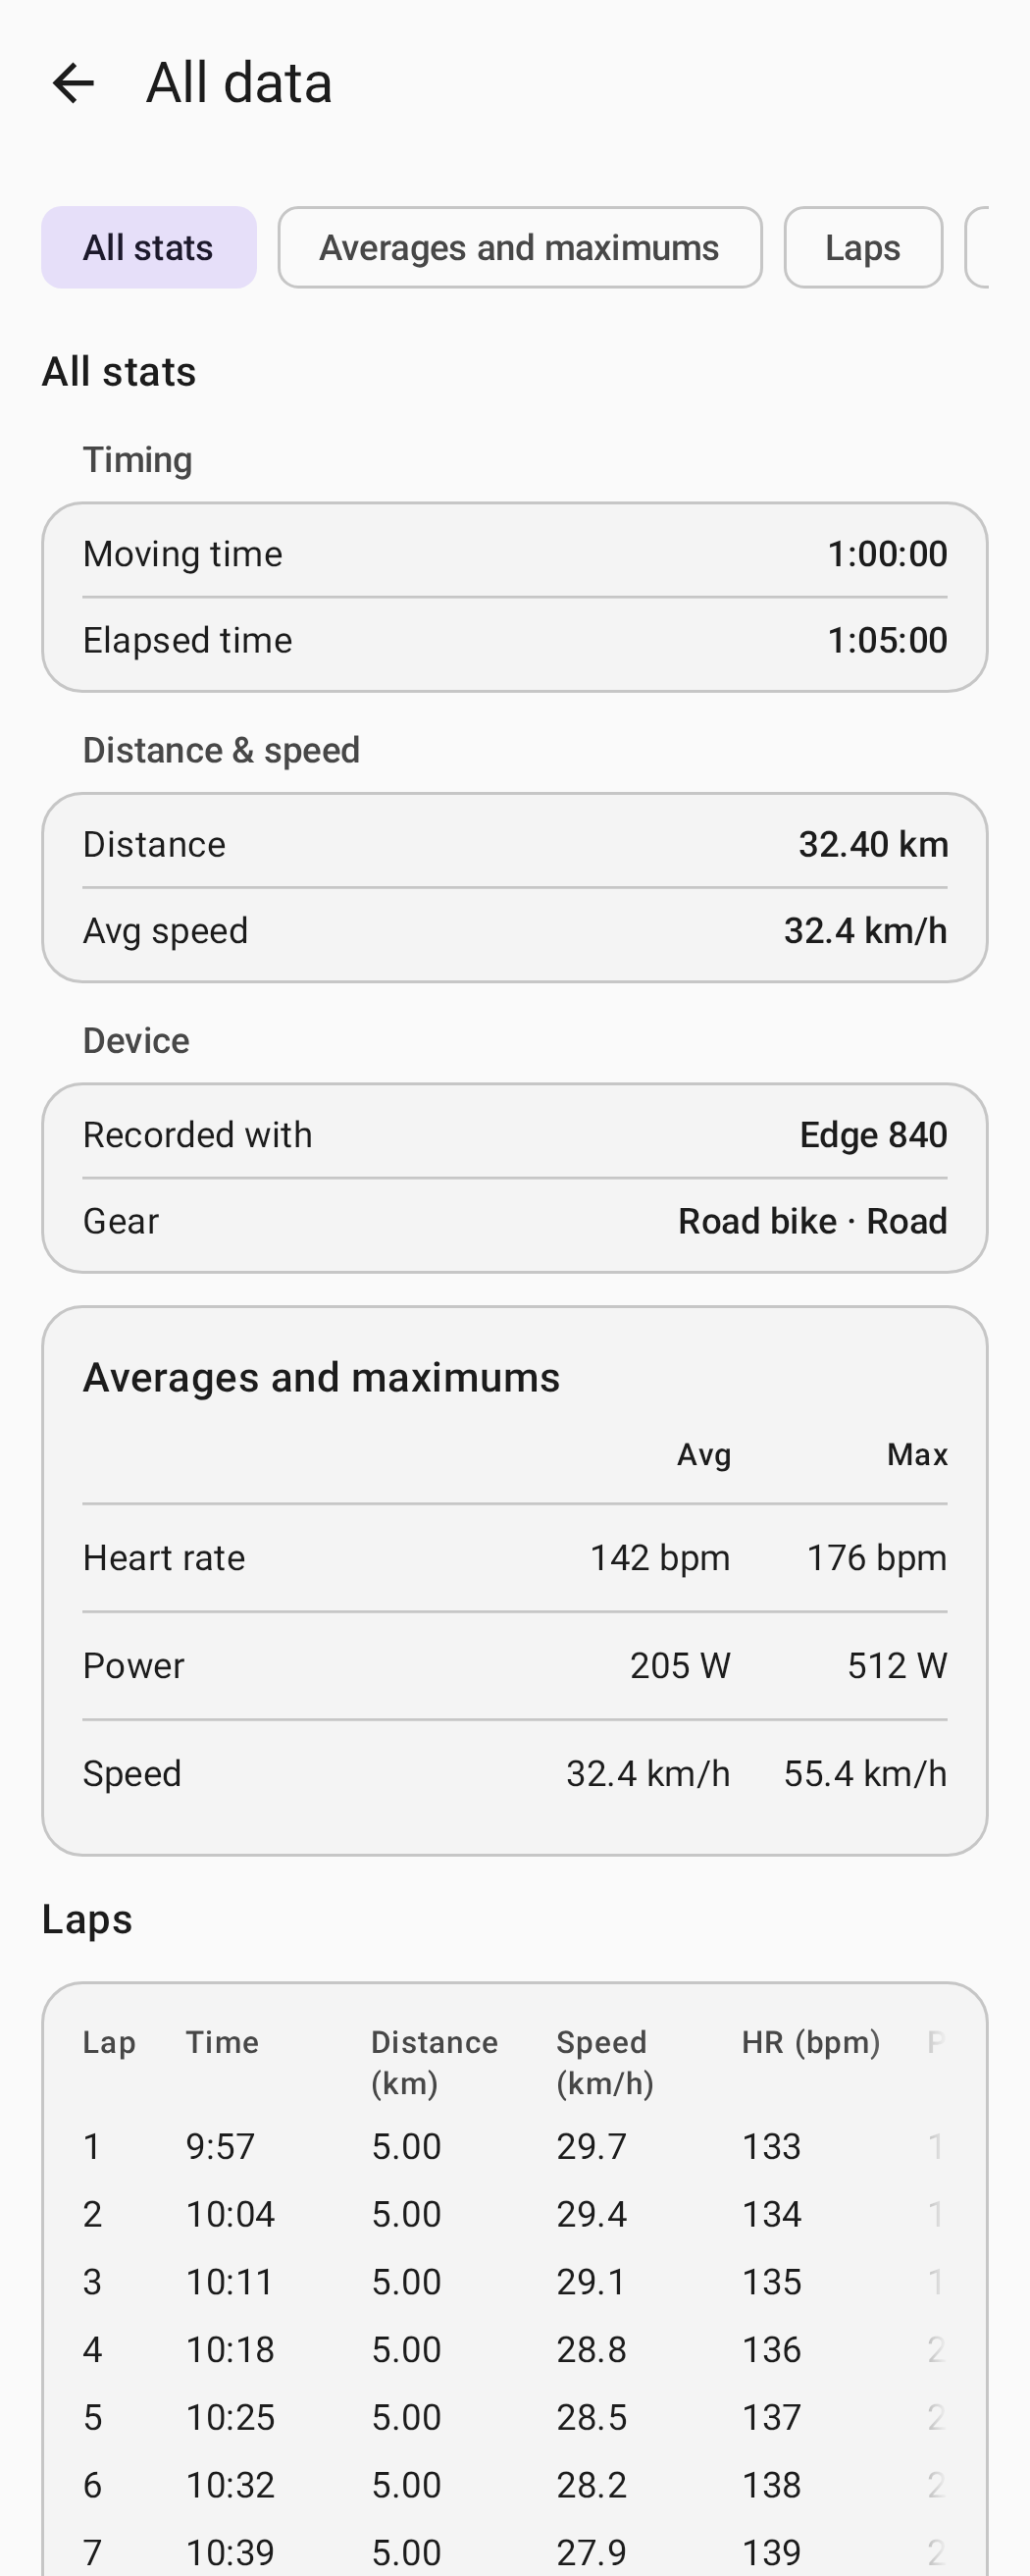 All data
All stats
Averages and maximums
Laps
All stats
Timing
Moving time 1:00:00
Elapsed time 1:05:00
Distance & speed
Distance 32.40 km
Avg speed 32.4 km/h
Device
Recorded with Edge 840
Gear Road bike · Road
Averages and maximums
Avg Max
Heart rate 142 bpm 176 bpm
Power 205 W 512 W
Speed 32.4 km/h 55.4 km/h
Laps
Lap Time Distance (km) Speed (km/h) HR (bpm)
1 9:57 5.00 29.7 133
2 10:04 5.00 29.4 134
3 10:11 5.00 29.1 135
4 10:18 5.00 28.8 136
5 10:25 5.00 28.5 137
6 10:32 5.00 28.2 138
7 10:39 5.00 27.9 139